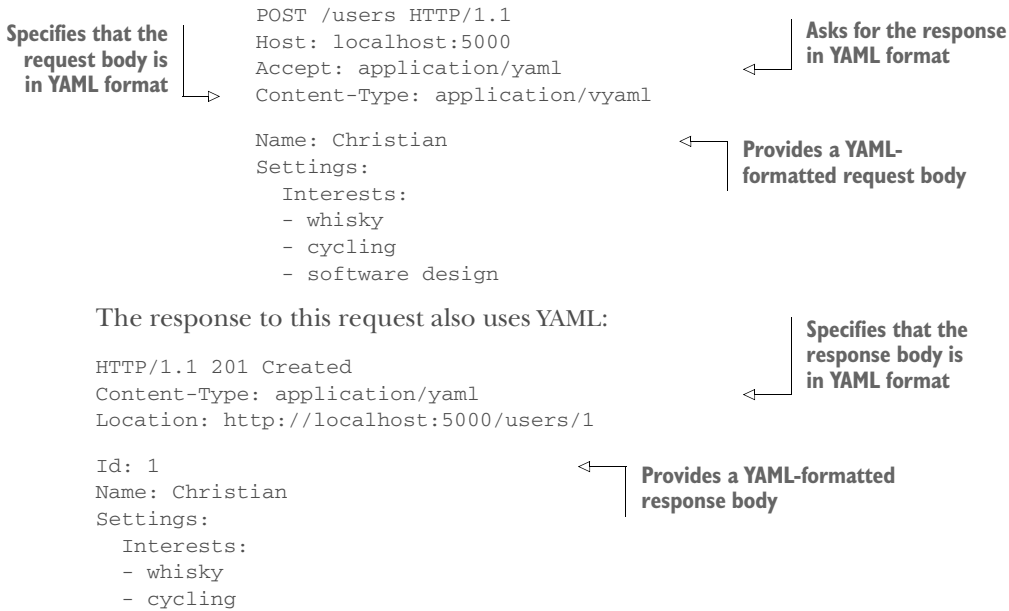 POST /users HTTP/1.1
Host: localhost:5000
Accept: application/yaml
Content-Type: application/vyaml
Specifies that the
request body is
in YAML format
Asks for the response
in YAML format
Name: Christian
Settings:
  Interests:
  - whisky
  - cycling
  - software design
Provides a YAML-
formatted request body
The response to this request also uses YAML:
HTTP/1.1 201 Created
Content-Type: application/yaml
Location: http://localhost:5000/users/1
Specifies that the
response body is
in YAML format
Id: 1
Name: Christian
Settings:
  Interests:
  - whisky
  - cycling
Provides a YAML-formatted
response body